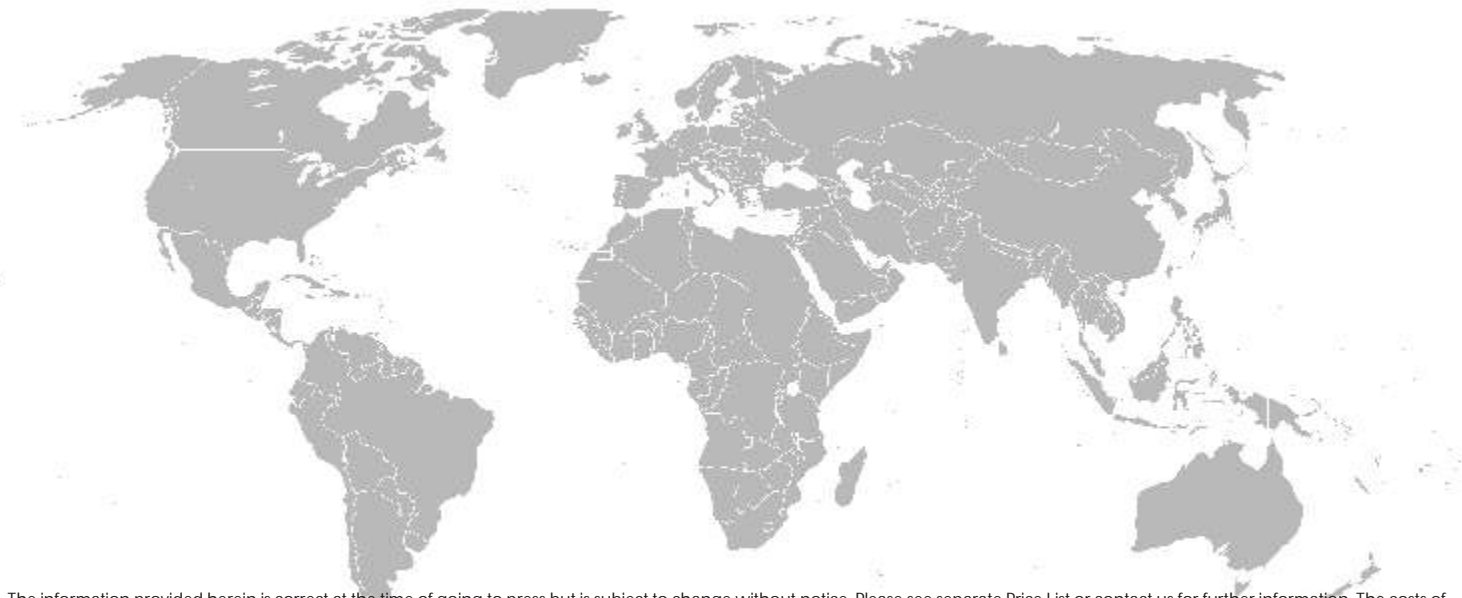 The information provided herein is correct at the time of going to press but is subject to change without notice. Please see separate Price List or contact us for further information. The costs of